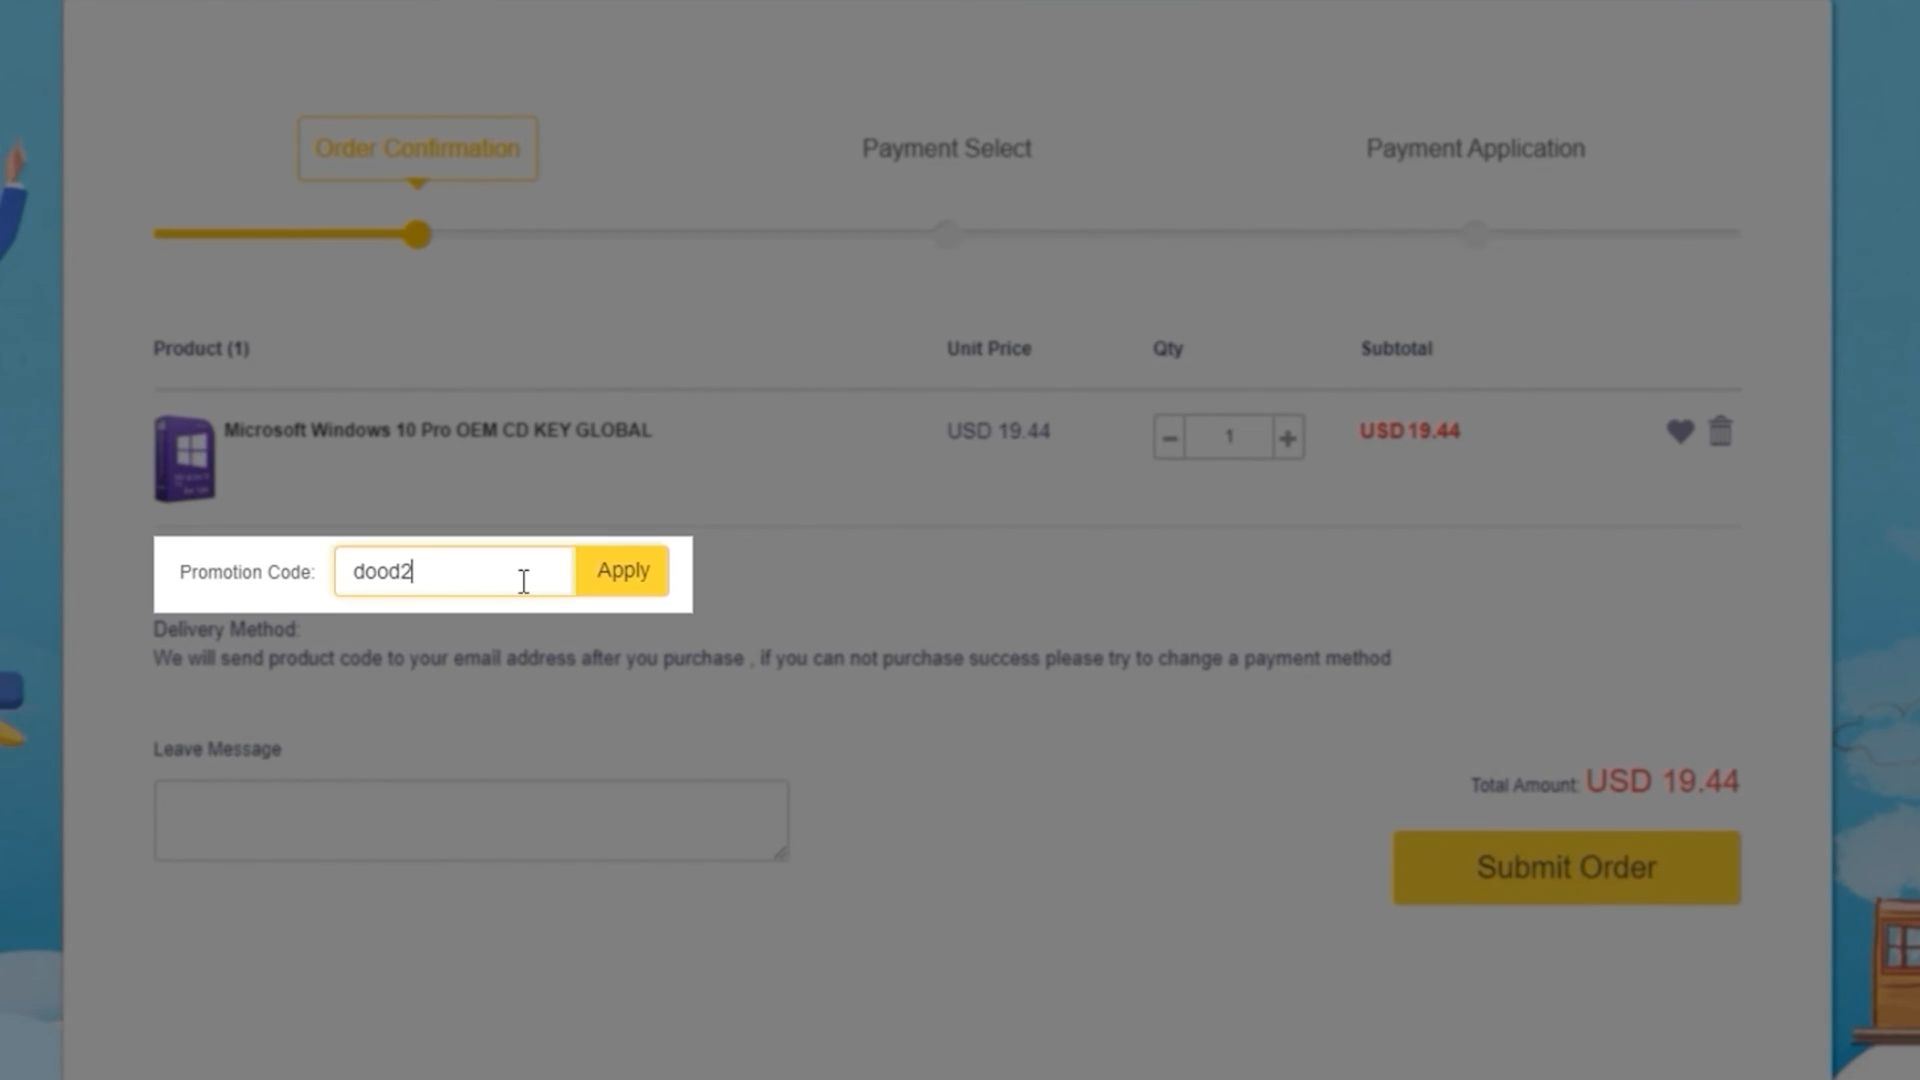 Order Confirmation
Payment Select
Payment Application
Product (1)
Unit Price
Qty
Subtotal
Microsoft Windows 10 Pro OEM CD KEY GLOBAL
USD 19.44
1
USD 19.44
Promotion Code:
dood2
Apply
Delivery Method:
We will send product code to your email address after you purchase , if you can not purchase success please try to change a payment method
Leave Message
Total Amount: USD 19.44
Submit Order